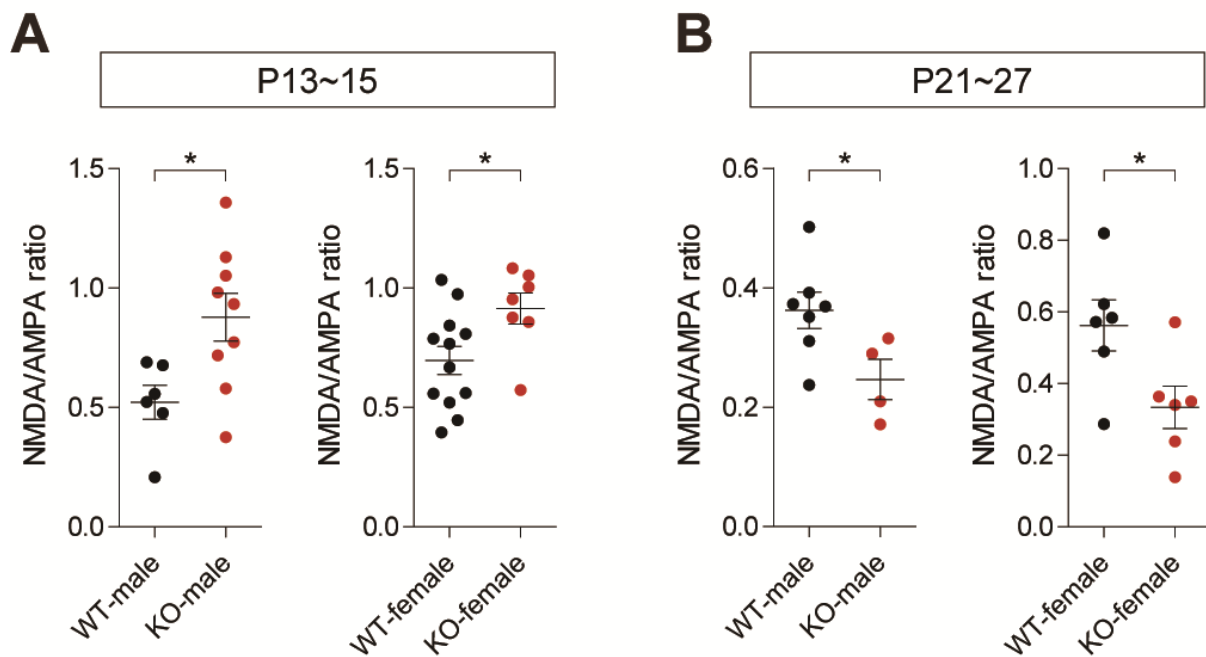 A
B
P13~15
P21~27
*
*
*
*
NMDA/AMPA ratio
1.5
1.0
0.5
0.0
WT-male
KO-male
NMDA/AMPA ratio
1.5
1.0
0.5
0.0
WT-female
KO-female
NMDA/AMPA ratio
0.6
0.4
0.2
0.0
WT-male
KO-male
NMDA/AMPA ratio
1.0
0.8
0.6
0.4
0.2
0.0
WT-female
KO-female